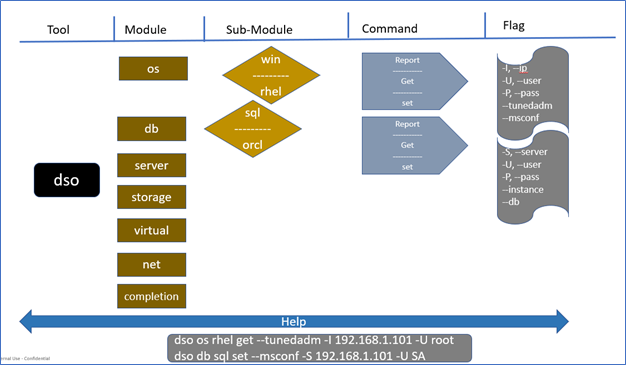 Tool Module Sub-Module Command Flag
os
win
---------
rhel
Report
Get
set
-I, --ip
-U, --user
-P, --pass
--tunedadm
--msconf
db
sql
---------
orcl
Report
Get
set
-S, --server
-U, --user
-P, --pass
--instance
--db
dso
server
storage
virtual
net
completion
Help
dso os rhel get --tunedadm -I 192.168.1.101 -U root
dso db sql set --msconf -S 192.168.1.101 -U SA
rnal Use - Confidential